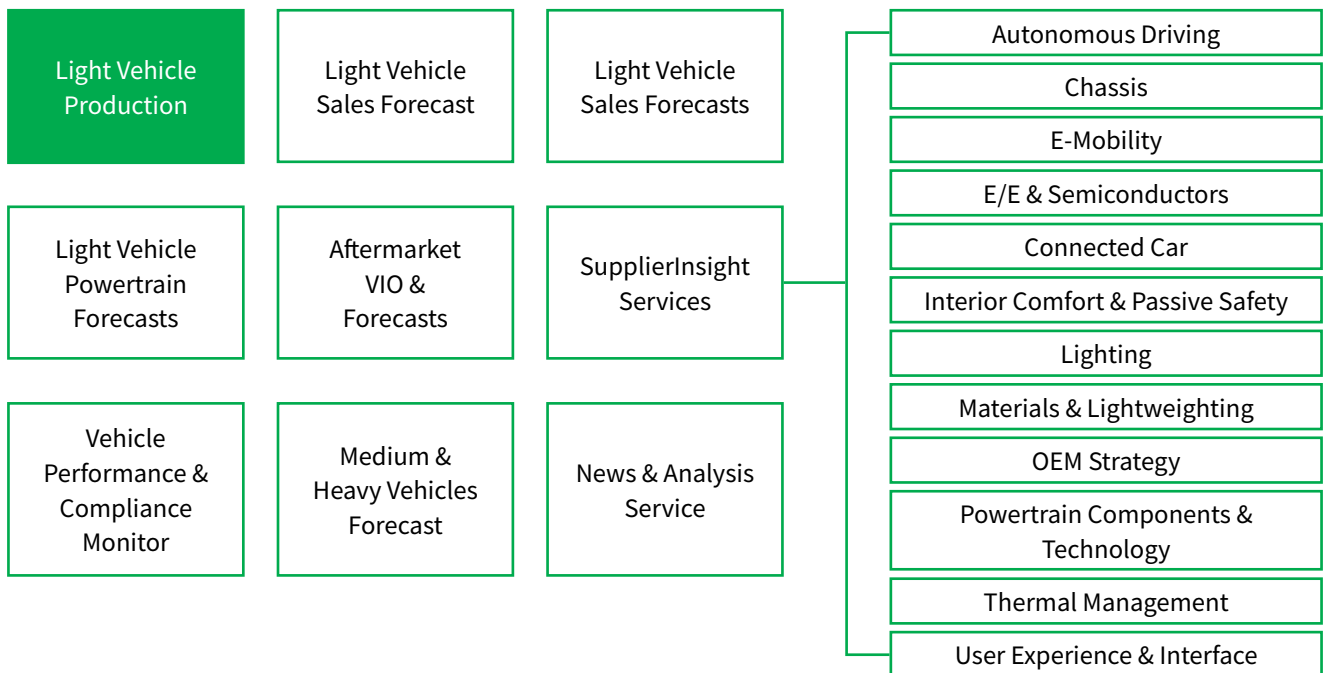 Light Vehicle
Production
Light Vehicle
Sales Forecast
Light Vehicle
Sales Forecasts
Light Vehicle
Powertrain
Forecasts
Aftermarket
VIO &
Forecasts
SupplierInsight
Services
Vehicle
Performance &
Compliance
Monitor
Medium &
Heavy Vehicles
Forecast
News & Analysis
Service
Autonomous Driving
Chassis
E-Mobility
E/E & Semiconductors
Connected Car
Interior Comfort & Passive Safety
Lighting
Materials & Lightweighting
OEM Strategy
Powertrain Components &
Technology
Thermal Management
User Experience & Interface